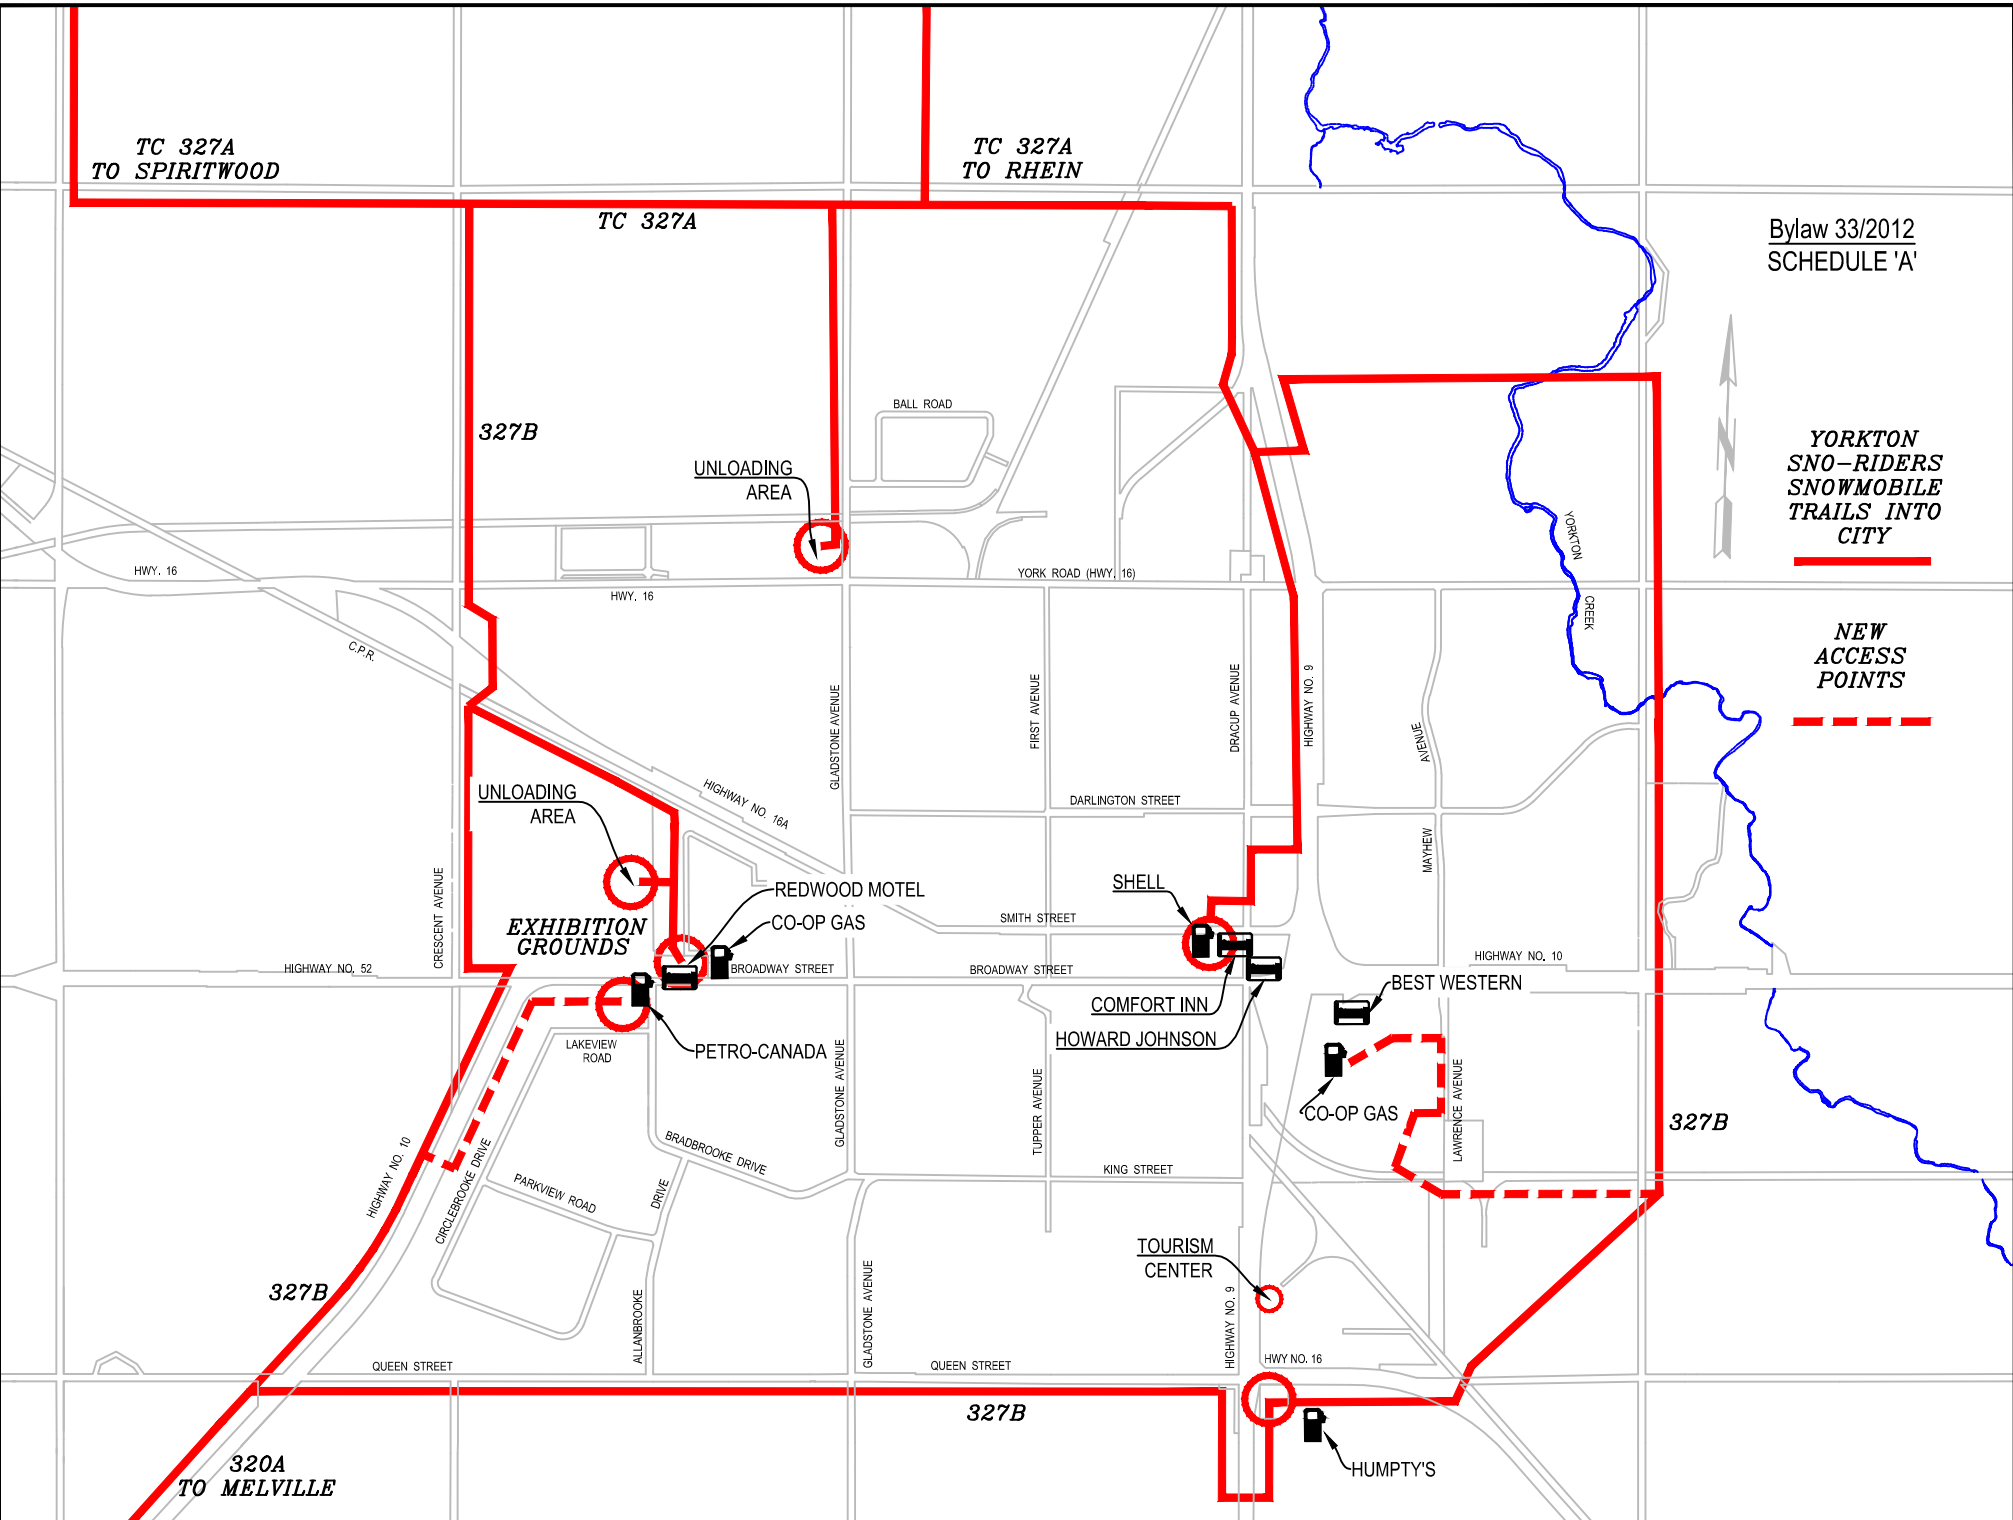 TC 327A
TO SPIRITWOOD
TC 327A
TO RHEIN
TC 327A
Bylaw 33/2012
SCHEDULE 'A'
327B
BALL ROAD
UNLOADING
AREA
YORKTON
SNO-RIDERS
SNOWMOBILE
TRAILS INTO
CITY
YORKTON
CREEK
HWY. 16
HWY. 16
YORK ROAD (HWY. 16)
NEW
ACCESS
POINTS
C.P.R.
GLADSTONE AVENUE
FIRST AVENUE
DRACUP AVENUE
HIGHWAY NO. 9
AVENUE
MAYHEW
HIGHWAY NO. 16A
DARLINGTON STREET
UNLOADING
AREA
CRESCENT AVENUE
REDWOOD MOTEL
CO-OP GAS
SHELL
SMITH STREET
EXHIBITION
GROUNDS
HIGHWAY NO. 52
BROADWAY STREET
BROADWAY STREET
HIGHWAY NO. 10
BEST WESTERN
COMFORT INN
HOWARD JOHNSON
LAKEVIEW
ROAD
PETRO-CANADA
GLADSTONE AVENUE
TUPPER AVENUE
CO-OP GAS
LAWRENCE AVENUE
327B
HIGHWAY NO. 10
CIRCLEBROOKE DRIVE
BRADBROOKE DRIVE
PARKVIEW ROAD
DRIVE
ALLANBROOKE
KING STREET
TOURISM
CENTER
327B
GLADSTONE AVENUE
HIGHWAY NO. 9
QUEEN STREET
QUEEN STREET
HWY NO. 16
327B
320A
TO MELVILLE
HUMPTY'S
N